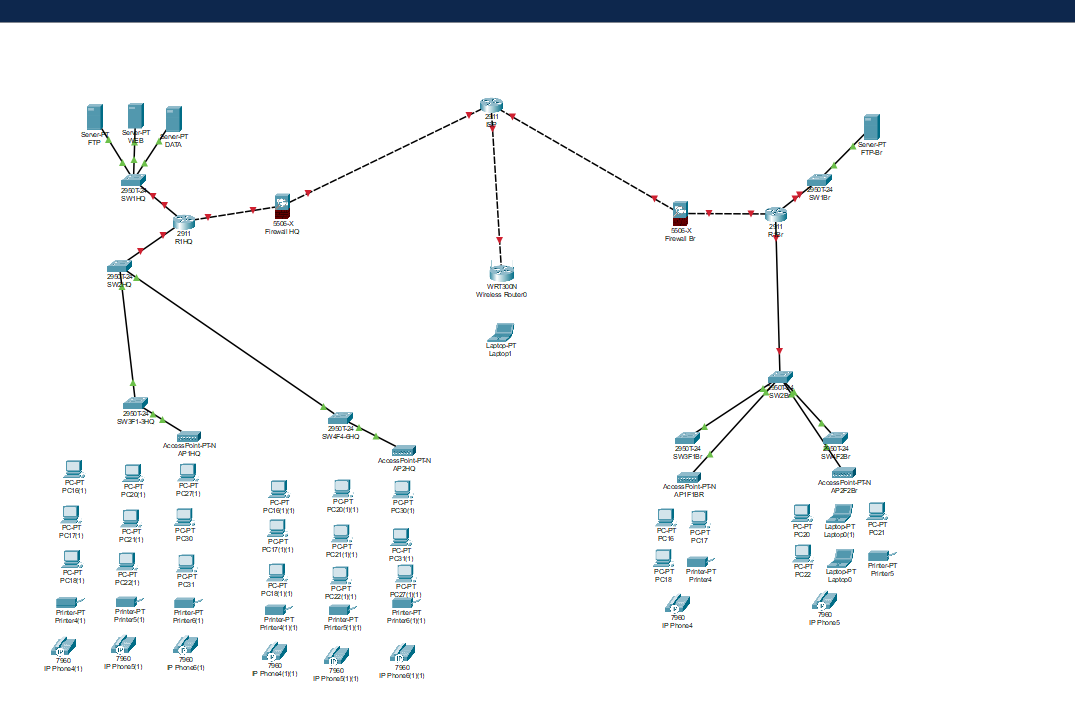 2911
ISP
Server-PT
FTP
Server-PT
WEB
Server-PT
DATA
Server-PT
FTP-Br
2950T-24
SW1HQ
2950T-24
SW1Br
2911
R1HQ
5506-X
Firewall HQ
5506-X
Firewall Br
2911
2950T-24
SW2HQ
WRT300N
Wireless Router0
Laptop-PT
Laptop1
2950T-24
SW2Br
2950T-24
SW3F1-3HQ
AccessPoint-PT-N
AP1HQ
2950T-24
SW4F4-6HQ
AccessPoint-PT-N
AP2HQ
2950T-24
SW3F1Br
AccessPoint-PT-N
AP1F1BR
2950T-24
SW4F2Br
AccessPoint-PT-N
AP2F2Br
PC-PT
PC16(1)
PC-PT
PC20(1)
PC-PT
PC27(1)
PC-PT
PC17(1)
PC-PT
PC21(1)
PC-PT
PC30
PC-PT
PC18(1)
PC-PT
PC22(1)
PC-PT
PC31
Printer-PT
Printer4(1)
Printer-PT
Printer5(1)
Printer-PT
Printer6(1)
7960
IP Phone4(1)
7960
IP Phone5(1)
7960
IP Phone6(1)
PC-PT
PC16(1)(1)
PC-PT
PC20(1)(1)
PC-PT
PC30(1)
PC-PT
PC17(1)(1)
PC-PT
PC21(1)(1)
PC-PT
PC31(1)
PC-PT
PC18(1)(1)
PC-PT
PC22(1)(1)
PC-PT
PC27(1)(1)
Printer-PT
Printer4(1)(1)
Printer-PT
Printer5(1)(1)
Printer-PT
Printer6(1)(1)
7960
IP Phone4(1)(1)
7960
IP Phone5(1)(1)
7960
IP Phone6(1)(1)
PC-PT
PC16
PC-PT
PC17
PC-PT
PC18
Printer-PT
Printer4
7960
IP Phone4
PC-PT
PC20
Laptop-PT
Laptop0(1)
PC-PT
PC21
PC-PT
PC22
Laptop-PT
Laptop0
Printer-PT
Printer5
7960
IP Phone5